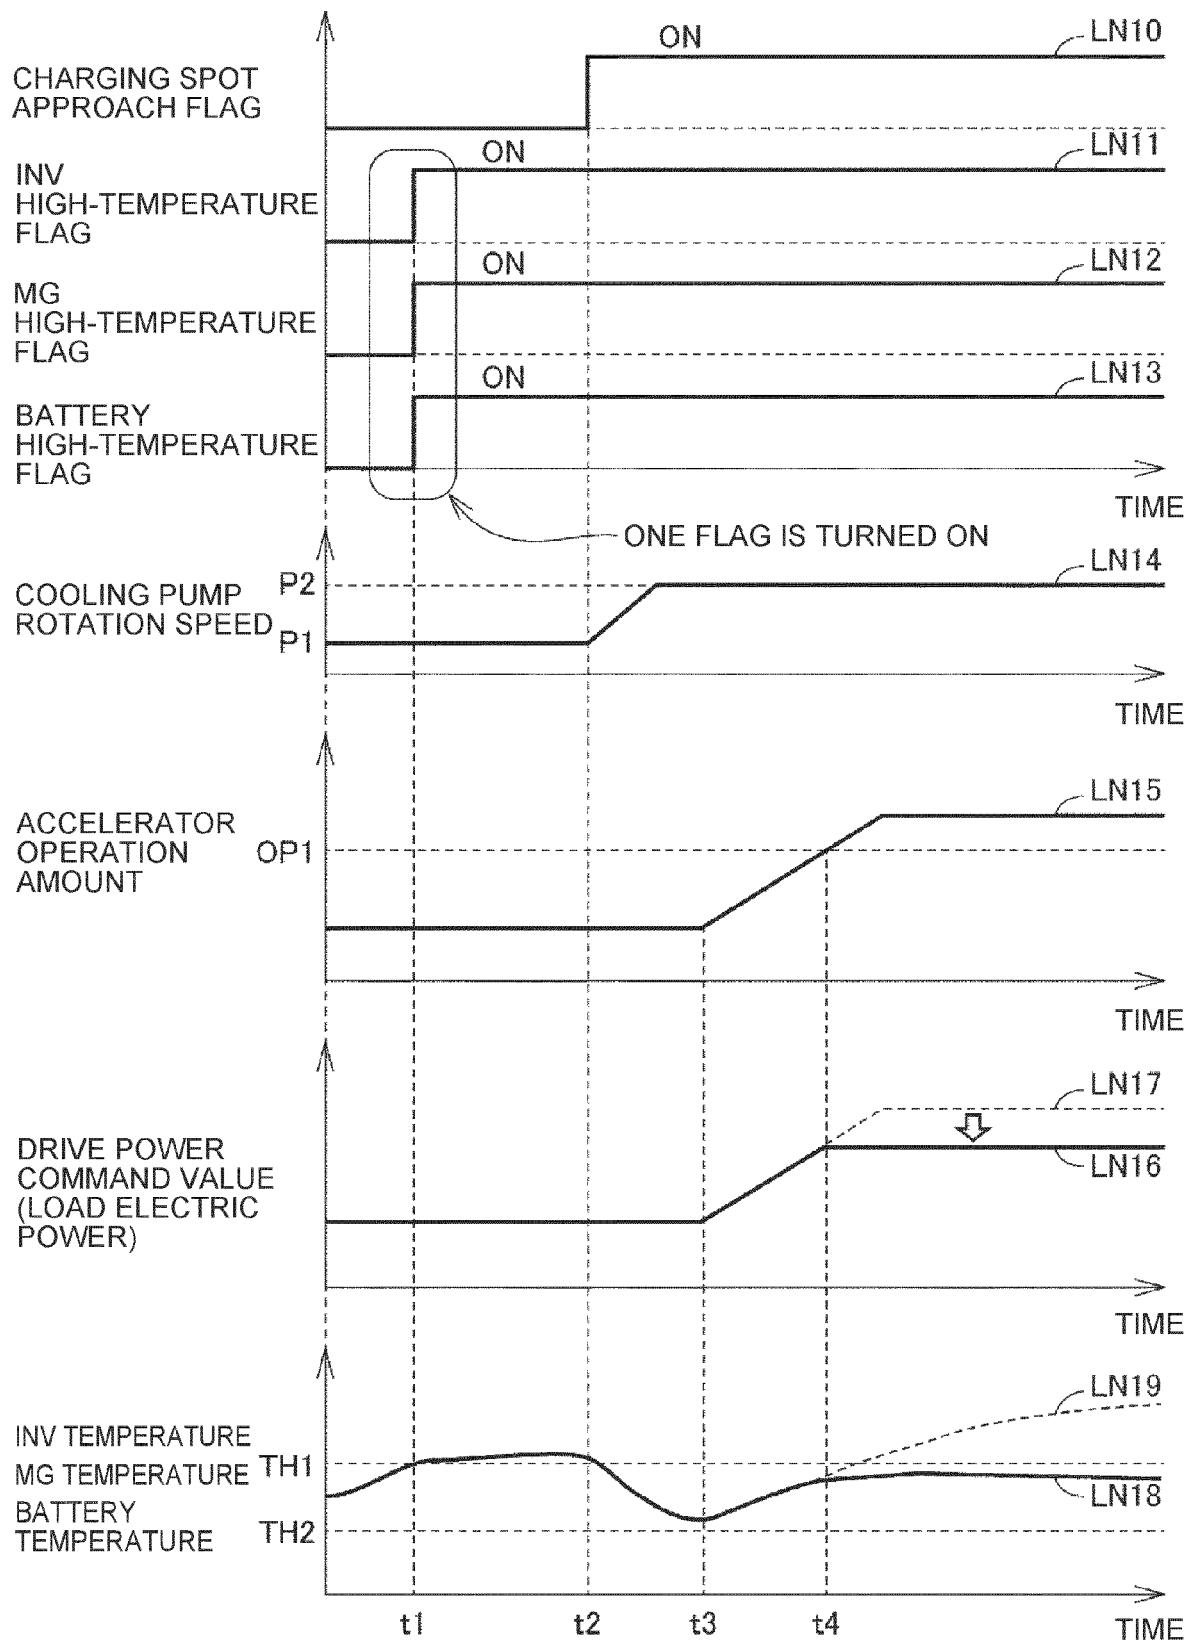 ON
LN10
CHARGING SPOT
APPROACH FLAG
ON
LN11
INV
HIGH-TEMPERATURE
FLAG
ON
LN12
MG
HIGH-TEMPERATURE
FLAG
ON
LN13
BATTERY
HIGH-TEMPERATURE
FLAG
TIME
ONE FLAG IS TURNED ON
LN14
P2
COOLING PUMP
ROTATION SPEED
P1
TIME
LN15
ACCELERATOR
OPERATION
AMOUNT
OP1
TIME
LN17
DRIVE POWER
COMMAND VALUE
(LOAD ELECTRIC
POWER)
LN16
TIME
LN19
INV TEMPERATURE
MG TEMPERATURE
BATTERY
TEMPERATURE
TH1
LN18
TH2
t1
t2
t3
t4
TIME